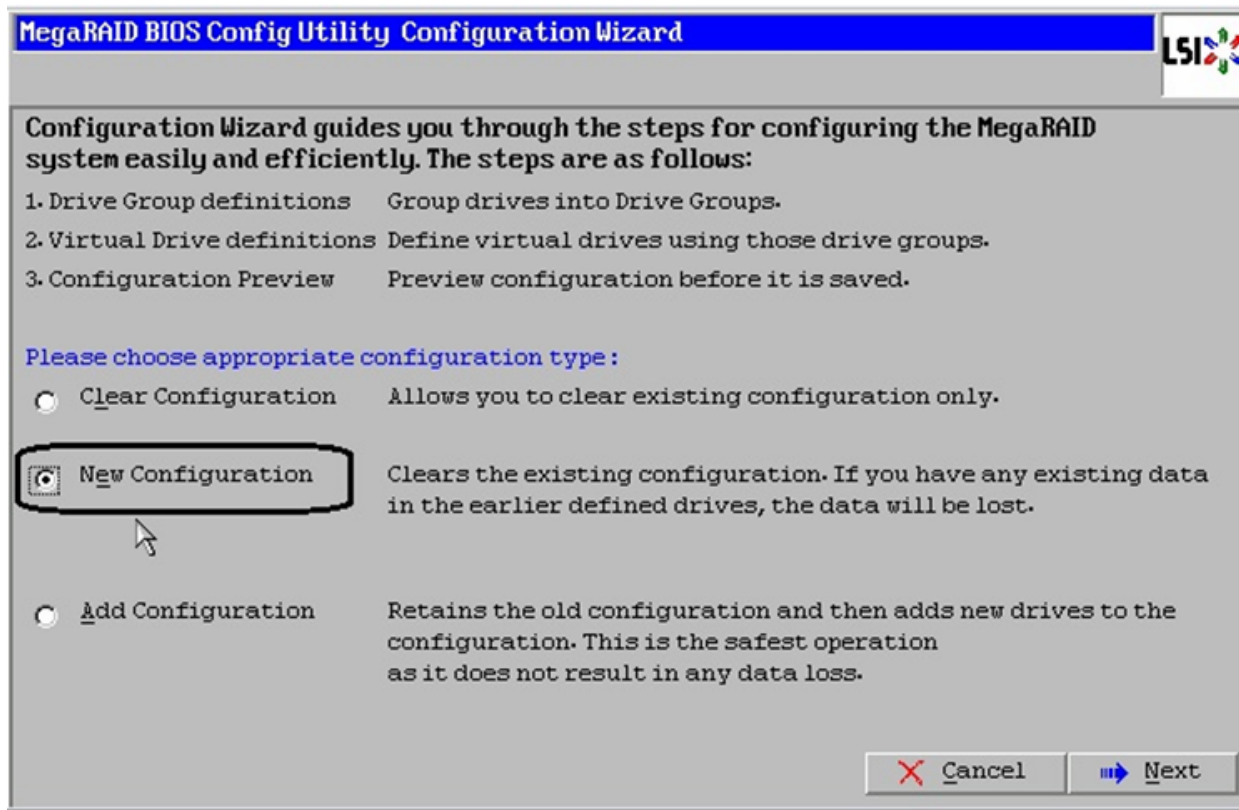 MegaRAID BIOS Config Utility Configuration Wizard
LSI
Configuration Wizard guides you through the steps for configuring the MegaRAID
system easily and efficiently. The steps are as follows:
1. Drive Group definitions Group drives into Drive Groups.
2. Virtual Drive definitions Define virtual drives using those drive groups.
3. Configuration Preview Preview configuration before it is saved.
Please choose appropriate configuration type:
Clear Configuration Allows you to clear existing configuration only.
New Configuration Clears the existing configuration. If you have any existing data
in the earlier defined drives, the data will be lost.
Add Configuration Retains the old configuration and then adds new drives to the
configuration. This is the safest operation
as it does not result in any data loss.
Cancel Next